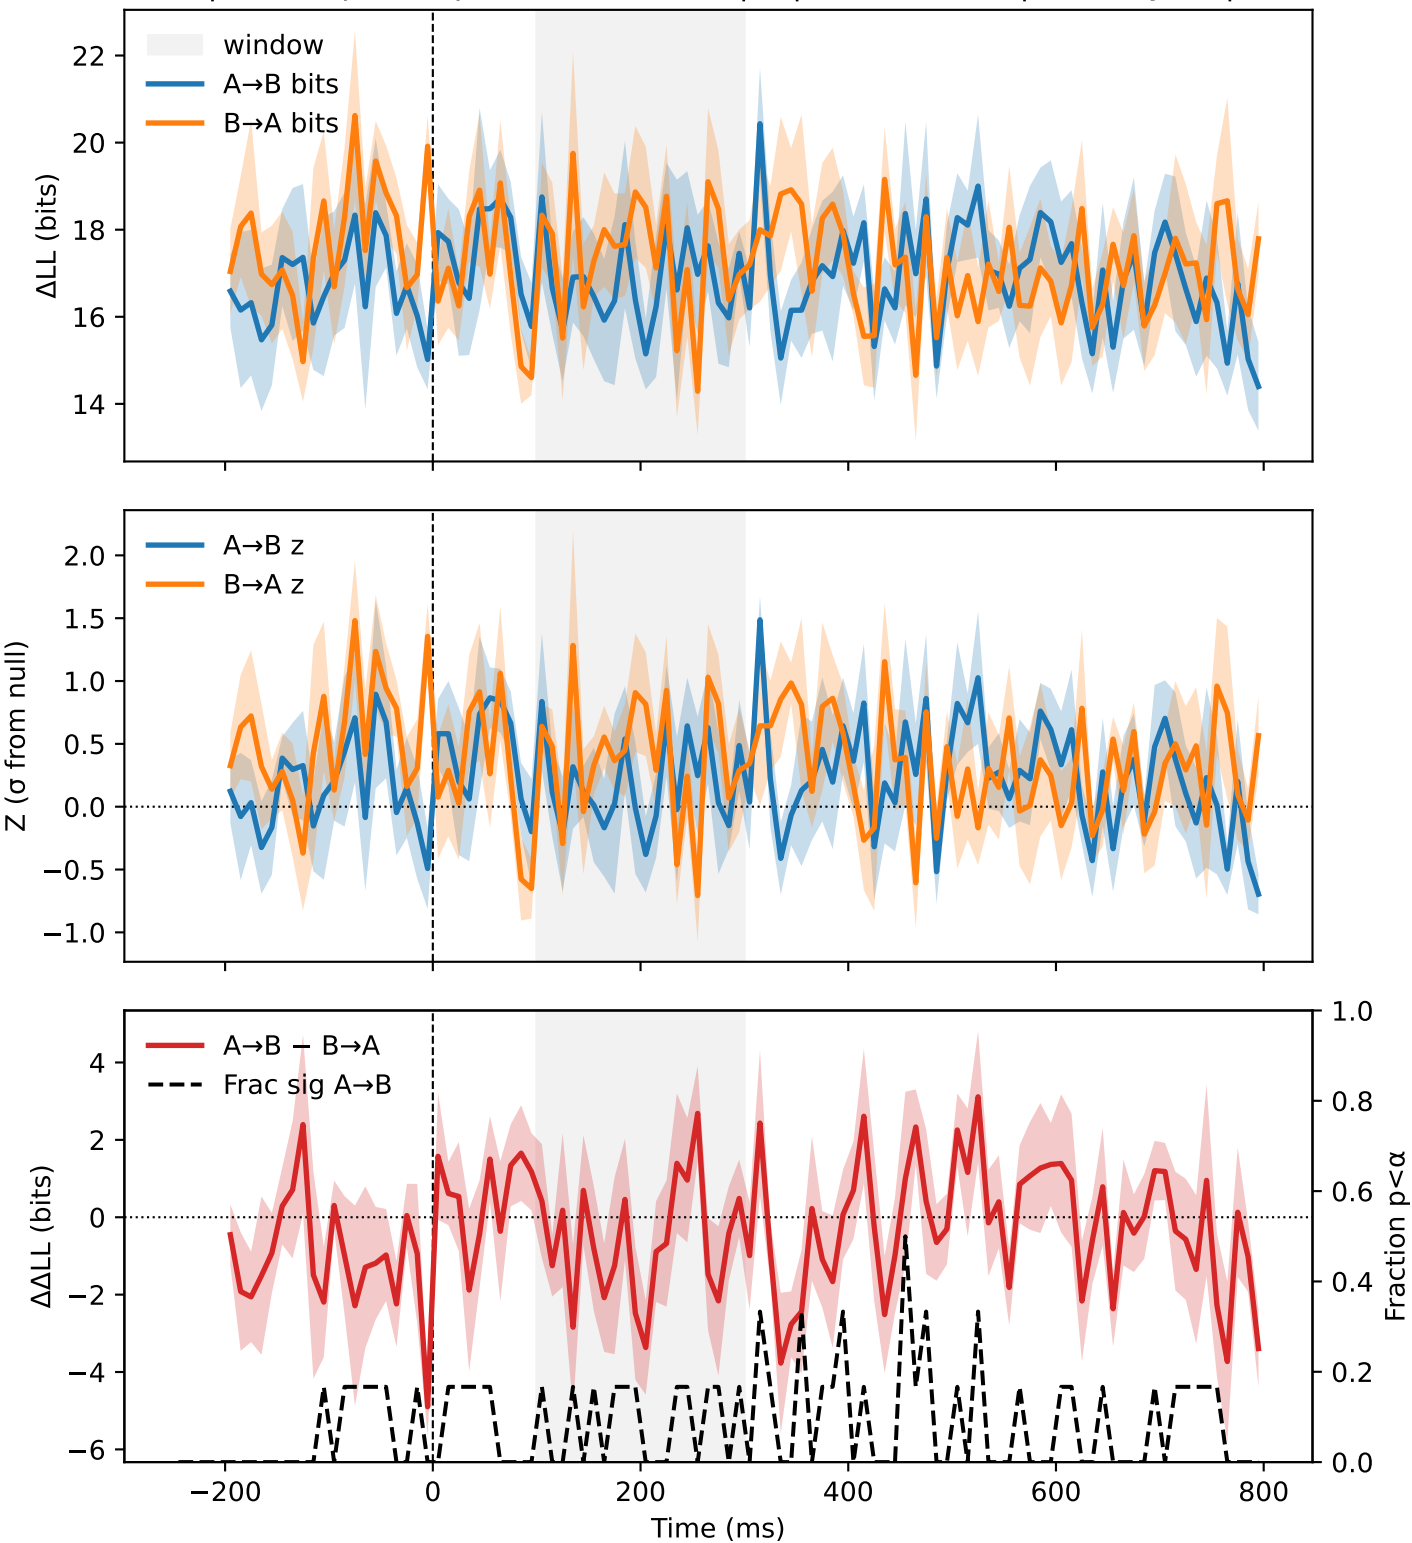 window
A→B bits
B→A bits
22
20
18
16
14
ΔLL (bits)
A→B z
B→A z
2.0
1.5
1.0
0.5
0.0
−0.5
−1.0
Z (σ from null)
A→B − B→A
Frac sig A→B
4
2
0
−2
−4
−6
ΔΔLL (bits)
1.0
0.8
0.6
0.4
0.2
0.0
Fraction p<α
−200 0 200 400 600 800
Time (ms)